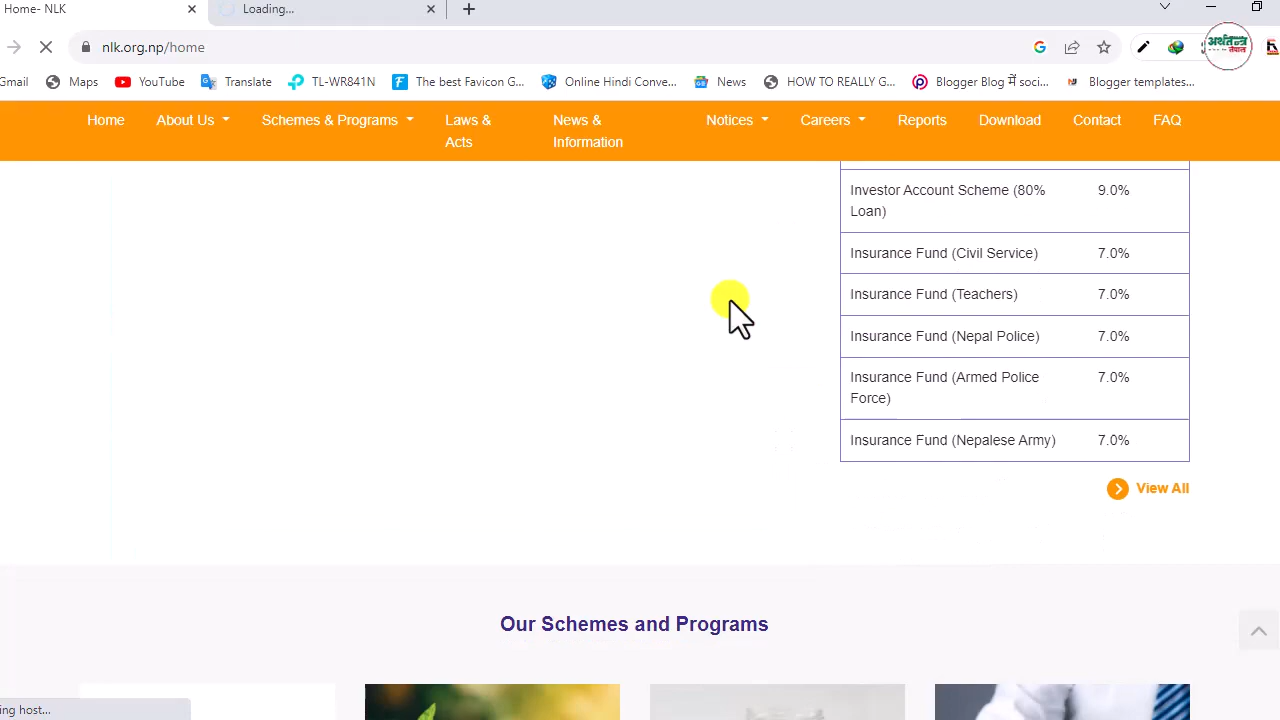 Home- NLK
Loading...
nlk.org.np/home
अर्थतन्त्र
नेपाल
Gmail Maps YouTube Translate TL-WR841N The best Favicon G... Online Hindi Conve... News HOW TO REALLY G... Blogger Blog में soci... Blogger templates...
Home About Us Schemes & Programs Laws & Acts News & Information Notices Careers Reports Download Contact FAQ
Investor Account Scheme (80% Loan) 9.0%
Insurance Fund (Civil Service) 7.0%
Insurance Fund (Teachers) 7.0%
Insurance Fund (Nepal Police) 7.0%
Insurance Fund (Armed Police Force) 7.0%
Insurance Fund (Nepalese Army) 7.0%
View All
Our Schemes and Programs
ing host...